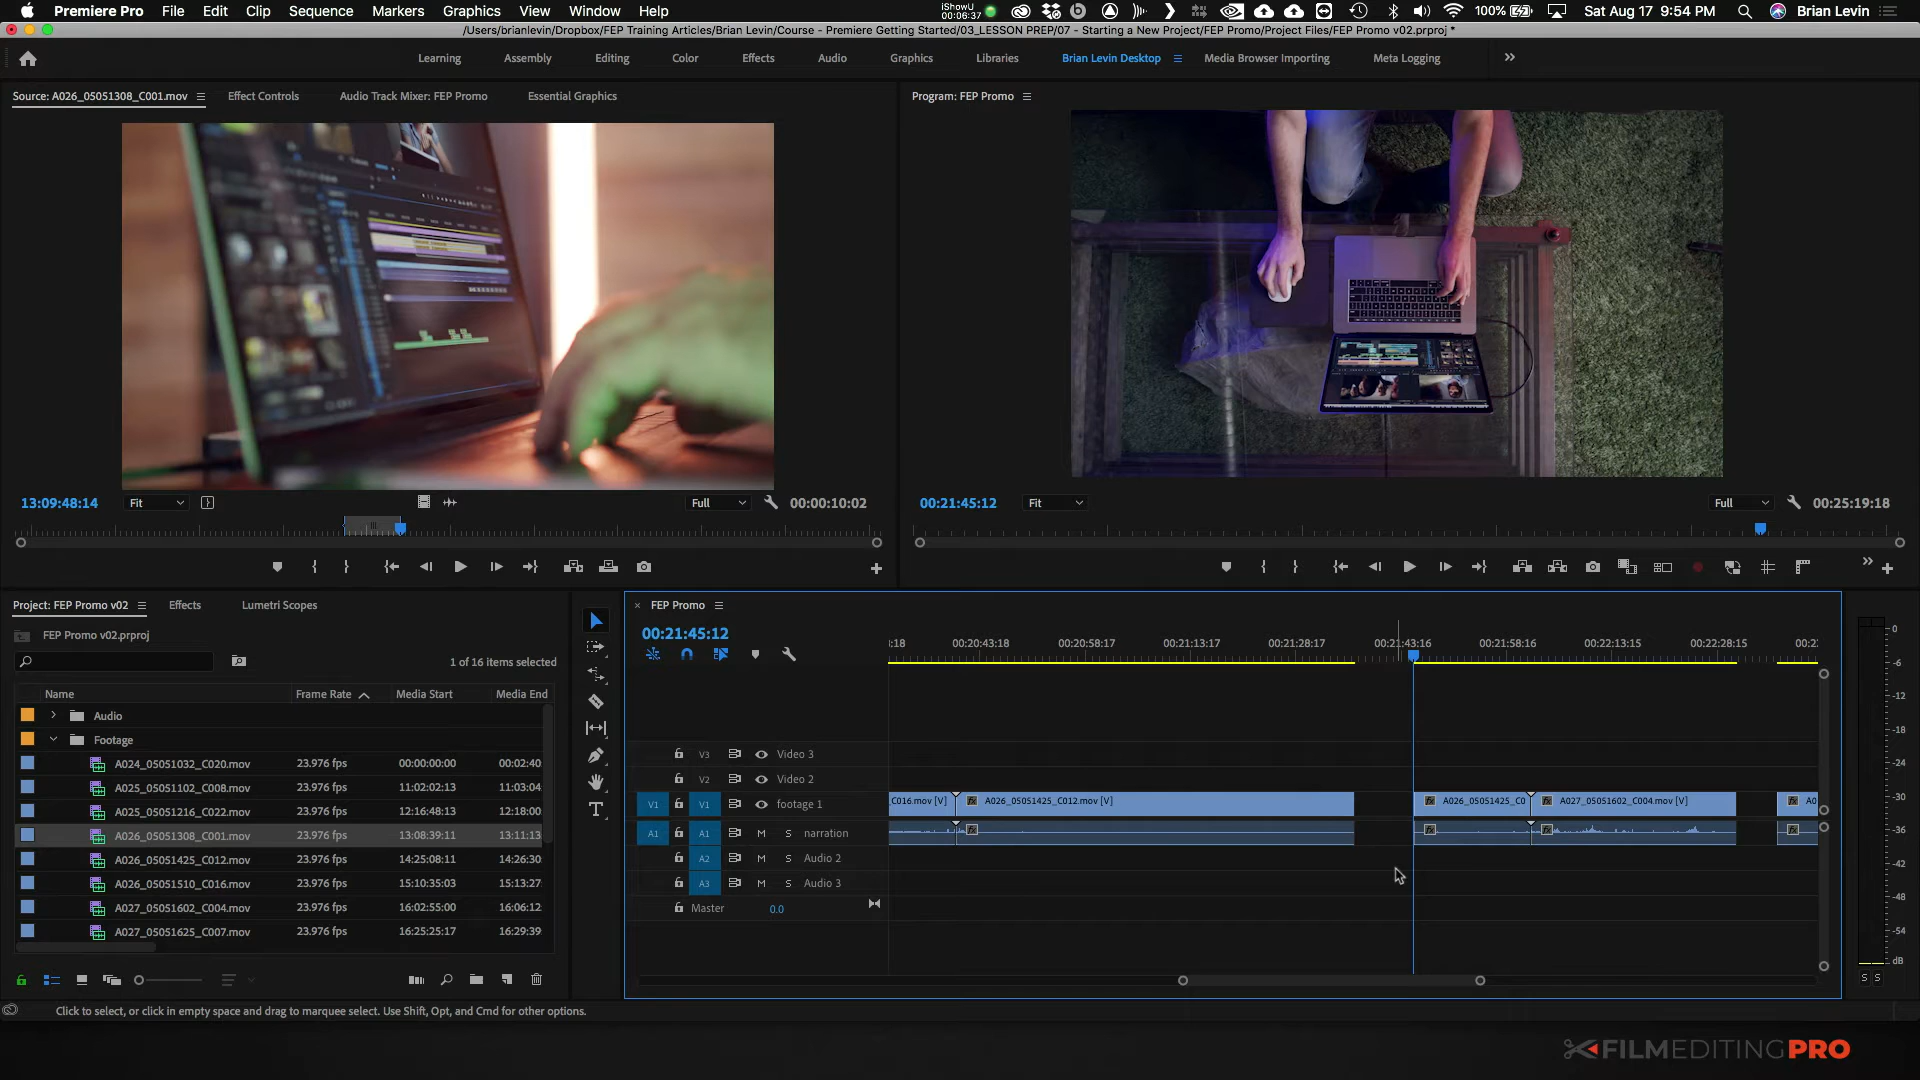 Premiere Pro File Edit Clip Sequence Markers Graphics View Window Help iShowU 00:06:37 100% Sat Aug 17 9:54 PM Brian Levin
/Users/brianlevin/Dropbox/FEP Training Articles/Brian Levin/Course - Premiere Getting Started/03_LESSON PREP/07 - Starting a New Project/FEP Promo/Project Files/FEP Promo v02.prproj *
Learning Assembly Editing Color Effects Audio Graphics Libraries Brian Levin Desktop Media Browser Importing Meta Logging
Source: A026_05051308_C001.mov Effect Controls Audio Track Mixer: FEP Promo Essential Graphics Program: FEP Promo
13:09:48:14 Fit Full 00:00:10:02 00:21:45:12 Fit Full 00:25:19:18
Project: FEP Promo v02 Effects Lumetri Scopes FEP Promo
FEP Promo v02.prproj 00:21:45:12
1 of 16 items selected
:18 00:20:43:18 00:20:58:17 00:21:13:17 00:21:28:17 00:21:43:16 00:21:58:16 00:22:13:15 00:22:28:15 00:22
Name Frame Rate Media Start Media End
Audio
Footage
A024_05051032_C020.mov 23.976 fps 00:00:00:00 00:02:40:
A025_05051102_C008.mov 23.976 fps 11:02:02:13 11:03:04:
A025_05051216_C022.mov 23.976 fps 12:16:48:13 12:18:00:
A026_05051308_C001.mov 23.976 fps 13:08:39:11 13:11:13:
A026_05051425_C012.mov 23.976 fps 14:25:08:11 14:26:30:
A026_05051510_C016.mov 23.976 fps 15:10:35:03 15:13:27:
A027_05051602_C004.mov 23.976 fps 16:02:55:00 16:06:12:
A027_05051625_C007.mov 23.976 fps 16:25:25:17 16:29:39:
V3 Video 3
V2 Video 2
V1 V1 footage 1 _C016.mov [V] fx A026_05051425_C012.mov [V] fx A026_05051425_C0 fx A027_05051602_C004.mov [V] fx A0
A1 A1 M S narration fx fx fx fx
A2 M S Audio 2
A3 M S Audio 3
Master 0.0
0
-6
-12
-18
-24
-30
-36
-42
-48
-54
dB
S S
Click to select, or click in empty space and drag to marquee select. Use Shift, Opt, and Cmd for other options.
FILMEDITINGPRO